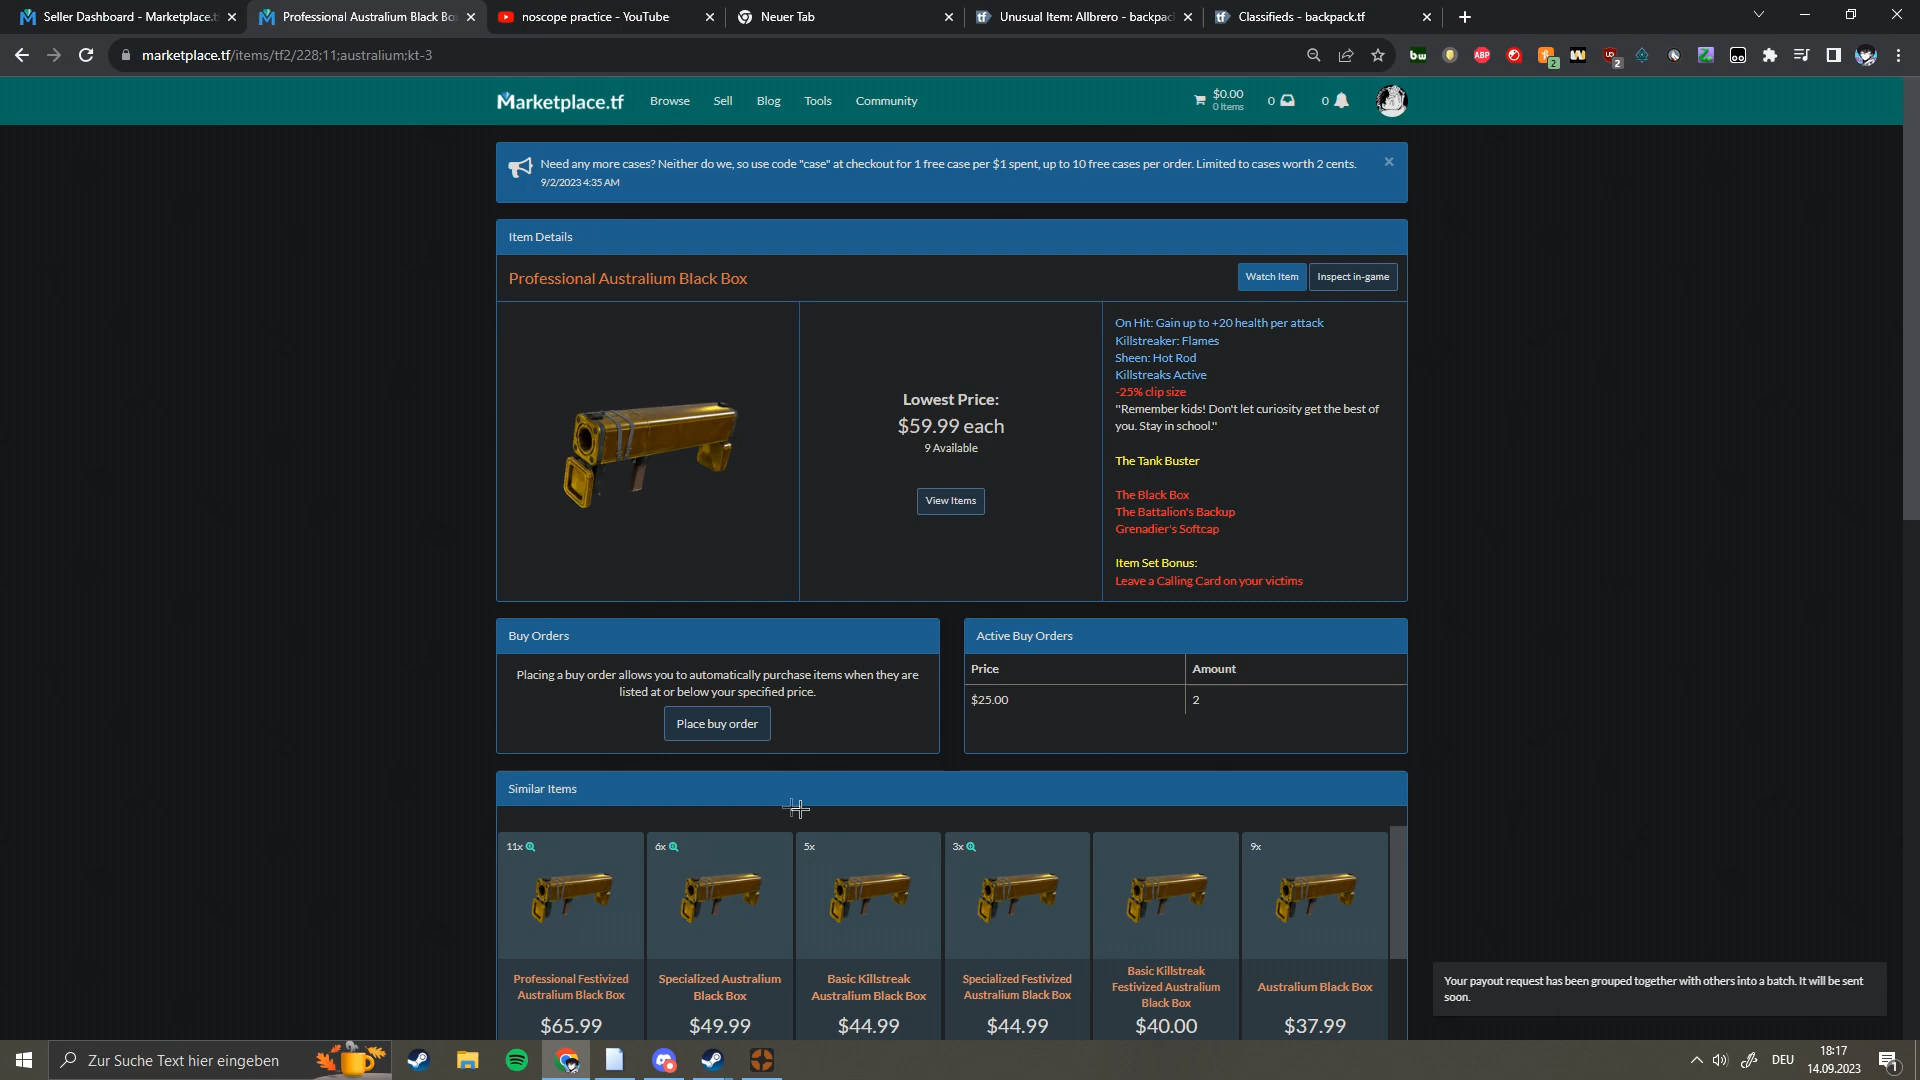 Seller Dashboard - Marketplace.t
Professional Australium Black Bo
noscope practice - YouTube
Neuer Tab
Unusual Item: Allbrero - backpac
Classifieds - backpack.tf
marketplace.tf/items/tf2/228;11;australium;kt-3
Marketplace.tf
Browse
Sell
Blog
Tools
Community
$0.00
0 Items
0
0
Need any more cases? Neither do we, so use code "case" at checkout for 1 free case per $1 spent, up to 10 free cases per order. Limited to cases worth 2 cents.
9/2/2023 4:35 AM
Item Details
Professional Australium Black Box
Watch Item
Inspect in-game
Lowest Price:
$59.99 each
9 Available
View Items
On Hit: Gain up to +20 health per attack
Killstreaker: Flames
Sheen: Hot Rod
Killstreaks Active
-25% clip size
"Remember kids! Don't let curiosity get the best of
you. Stay in school."
The Tank Buster
The Black Box
The Battalion's Backup
Grenadier's Softcap
Item Set Bonus:
Leave a Calling Card on your victims
Buy Orders
Placing a buy order allows you to automatically purchase items when they are
listed at or below your specified price.
Place buy order
Active Buy Orders
Price
Amount
$25.00
2
Similar Items
11x
6x
5x
3x
9x
Professional Festivized
Australium Black Box
$65.99
Specialized Australium
Black Box
$49.99
Basic Killstreak
Australium Black Box
$44.99
Specialized Festivized
Australium Black Box
$44.99
Basic Killstreak
Festivized Australium
Black Box
$40.00
Australium Black Box
$37.99
Your payout request has been grouped together with others into a batch. It will be sent
soon.
Zur Suche Text hier eingeben
DEU
18:17
14.09.2023